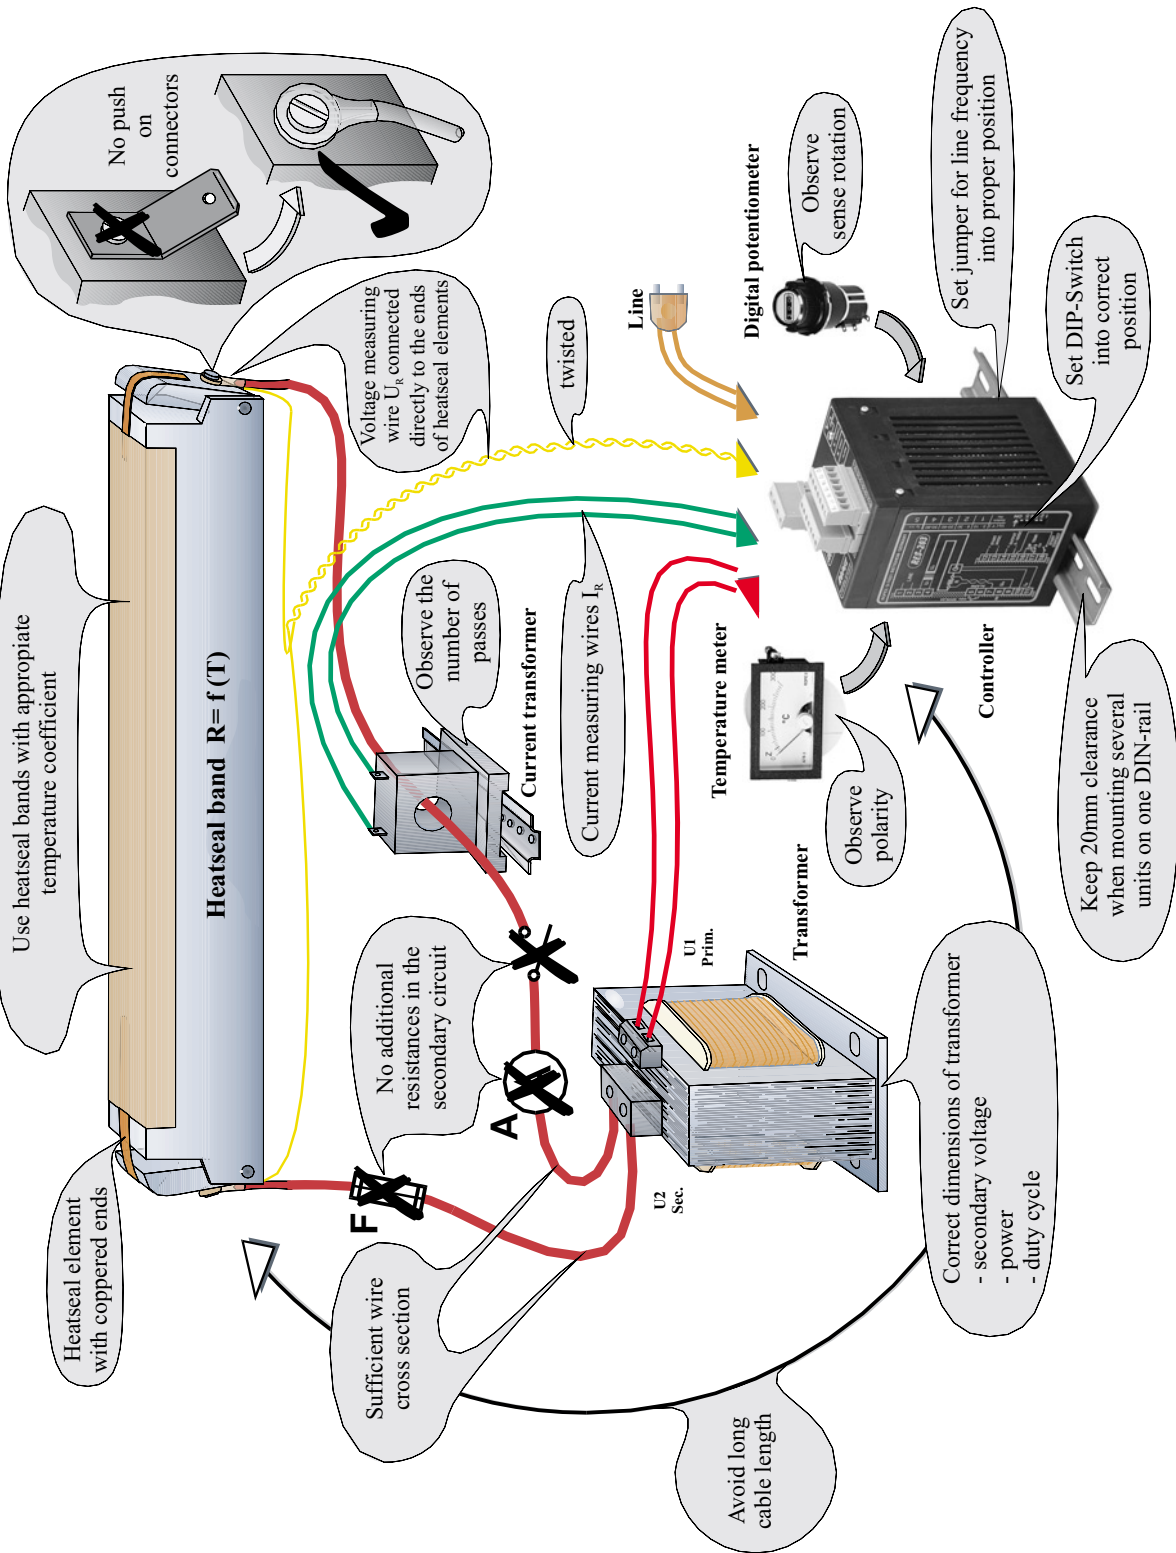 Use heatseal bands with appropiate
temperature coefficient
Heatseal element
with coppered ends
Heatseal band R= f (T)
No push
on
connectors
Voltage measuring
wire UR connected
directly to the ends
of heatseal elements
F
No additional
resistances in the
secondary circuit
A
Sufficient wire
cross section
Observe the
number of
passes
Current transformer
twisted
Current measuring wires IR
Line
U2
Sec.
U1
Prim.
Transformer
Temperature meter
°C
Observe
polarity
Digital potentiometer
Observe
sense rotation
Avoid long
cable length
Correct dimensions of transformer
- secondary voltage
- power
- duty cycle
Controller
Keep 20mm clearance
when mounting several
units on one DIN-rail
Set DIP-Switch
into correct
position
Set jumper for line frequency
into proper position